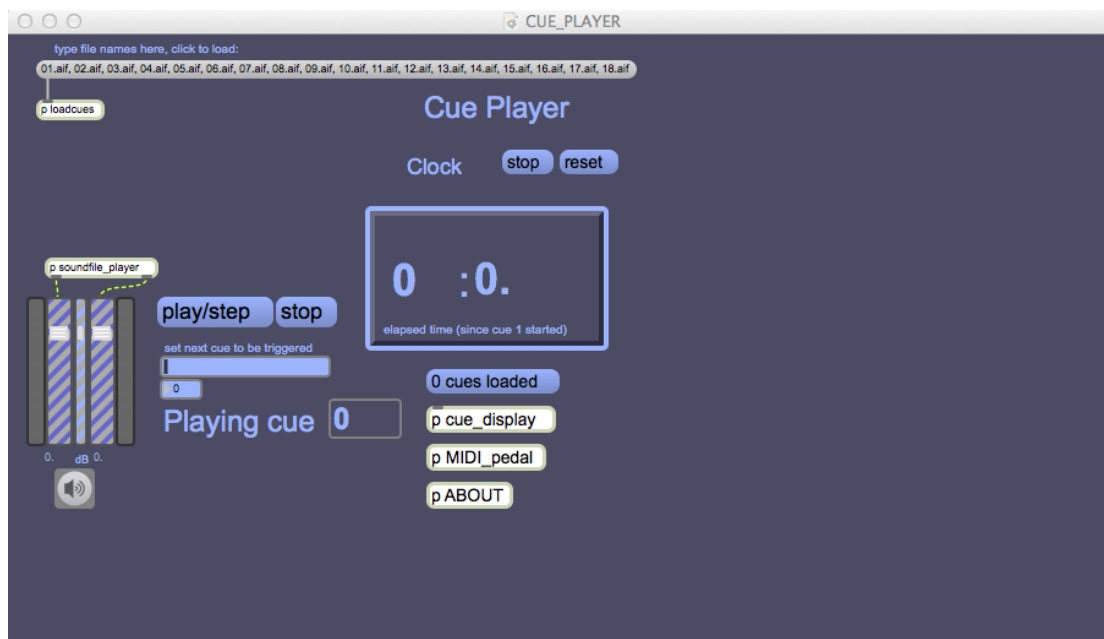 CUE_PLAYER
type file names here, click to load:
01.aif, 02.aif, 03.aif, 04.aif, 05.aif, 06.aif, 07.aif, 08.aif, 09.aif, 10.aif, 11.aif, 12.aif, 13.aif, 14.aif, 15.aif, 16.aif, 17.aif, 18.aif
p loadcues
Cue Player
Clock
stop
reset
p soundfile_player
0 :0.
elapsed time (since cue 1 started)
play/step
stop
set next cue to be triggered
0
Playing cue 0
0 cues loaded
p cue_display
p MIDI_pedal
p ABOUT
0. dB 0.